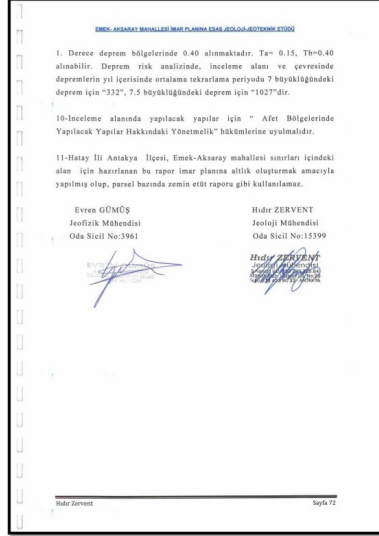 EMEK- AKSARAY MAHALLESİ İMAR PLANINA ESAS JEOLOJİ-JEOTEKNİK ETÜDÜ
1. Derece deprem bölgelerinde 0.40 alınmaktadır. Ta= 0.15, Tb=0.40
alınabilir. Deprem risk analizinde, inceleme alanı ve çevresinde
depremlerin yıl içerisinde ortalama tekrarlama periyodu 7 büyüklüğündeki
deprem için “332”, 7.5 büyüklüğündeki deprem için “1027”dir.
10-İnceleme alanında yapılacak yapılar için “ Afet Bölgelerinde
Yapılacak Yapılar Hakkındaki Yönetmelik” hükümlerine uyulmalıdır.
11-Hatay İli Antakya İlçesi, Emek-Aksaray mahallesi sınırları içindeki
alan için hazırlanan bu rapor imar planına altlık oluşturmak amacıyla
yapılmış olup, parsel bazında zemin etüt raporu gibi kullanılamaz.
Evren GÜMÜŞ
Jeofizik Mühendisi
Oda Sicil No:3961
Hıdır ZERVENT
Jeoloji Mühendisi
Oda Sicil No:15399
Hıdır ZERVENT
Jeoloji Mühendisi
Hıdır Zervent
Sayfa 72